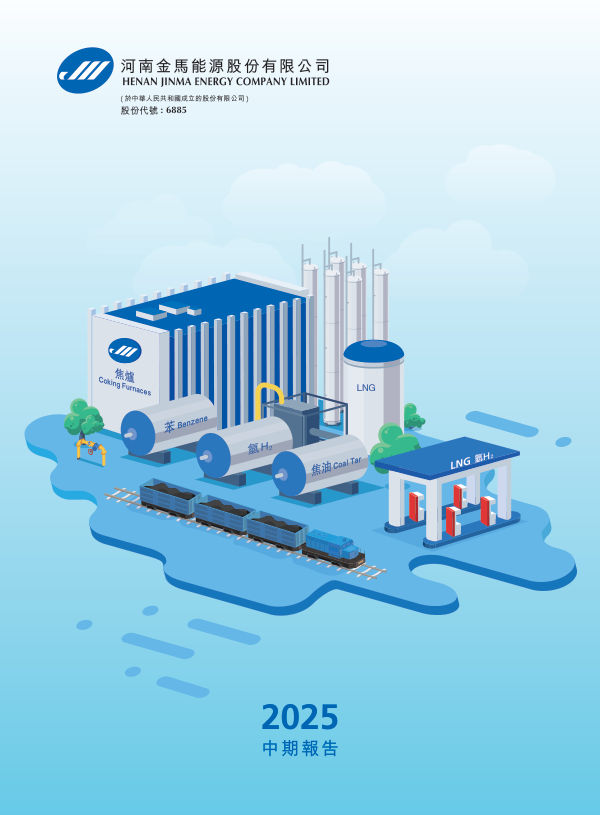 河南金馬能源股份有限公司
HENAN JINMA ENERGY COMPANY LIMITED
(於中華人民共和國成立的股份有限公司)
股份代號：6885
LNG
焦爐
Coking Furnaces
苯 Benzene
氫 H₂
焦油 Coal Tar
LNG 氫H₂
2025
中期報告